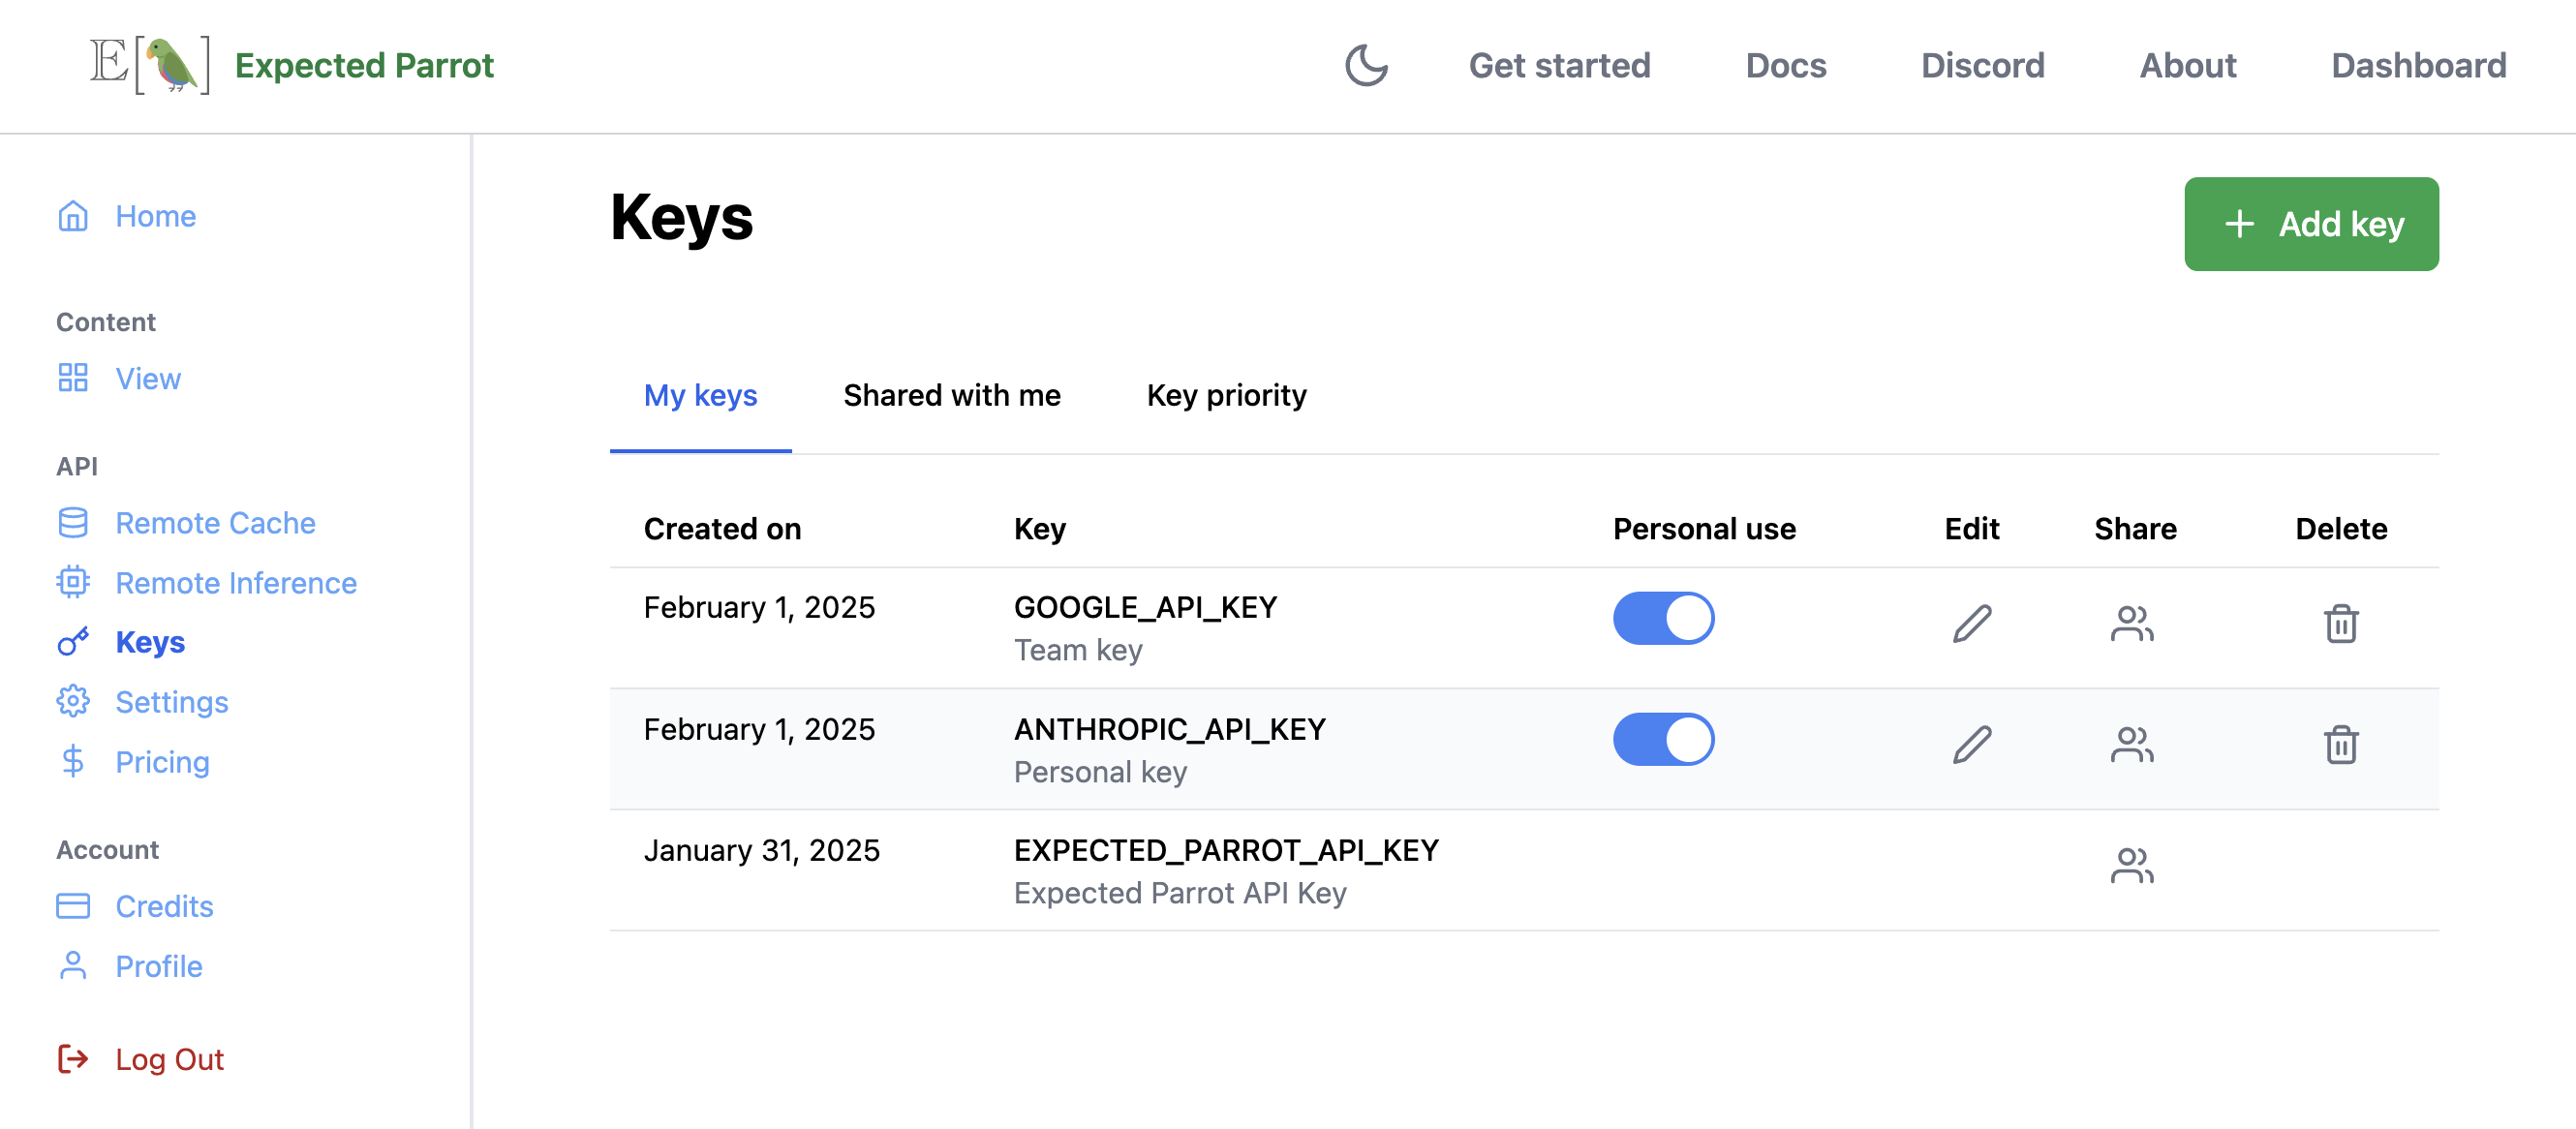 E[] Expected Parrot
Get started Docs Discord About Dashboard
Home
Content
View
API
Remote Cache
Remote Inference
Keys
Settings
Pricing
Account
Credits
Profile
Log Out
Keys
+ Add key
My keys Shared with me Key priority
Created on Key Personal use Edit Share Delete
February 1, 2025 GOOGLE_API_KEY
Team key
February 1, 2025 ANTHROPIC_API_KEY
Personal key
January 31, 2025 EXPECTED_PARROT_API_KEY
Expected Parrot API Key